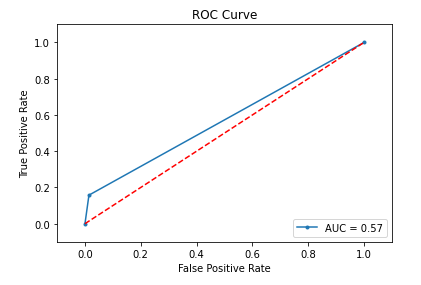 ROC Curve
True Positive Rate
1.0
0.8
0.6
0.4
0.2
0.0
0.0 0.2 0.4 0.6 0.8 1.0
False Positive Rate
AUC = 0.57